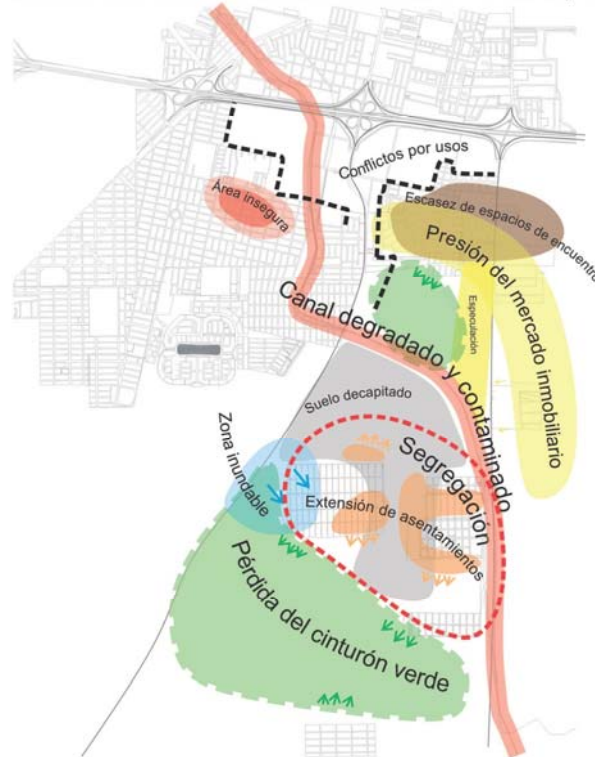 Conflictos por usos
Área insegura
Escasez de espacios de encuentro
Presión del mercado inmobiliario
Canal degradado y contaminado
Especulación
Suelo decapitado
Zona inundable
Segregación
Extensión de asentamientos
Pérdida del cinturón verde